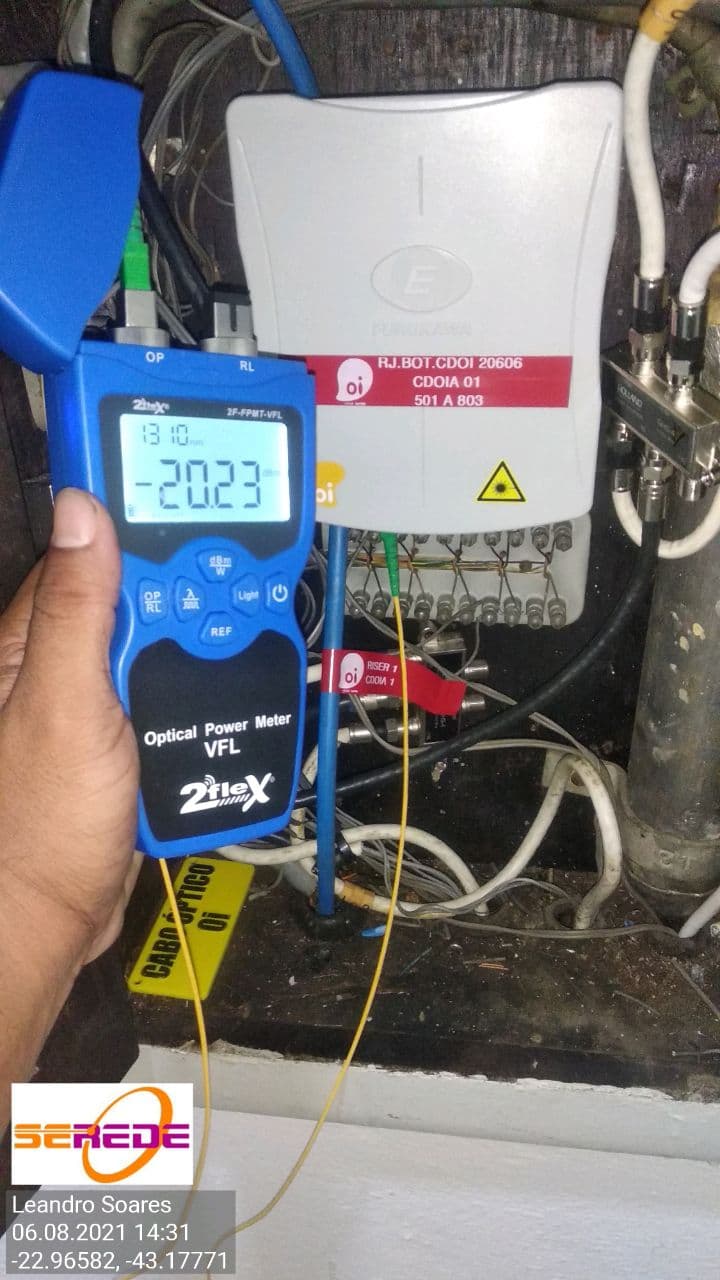 OP
RL
2fleX
2F-FPMT-VFL
1310nm
-20.23 dBm
dBm
W
OP
RL
λ
Light
REF
Optical Power Meter
VFL
2fleX
E
FURUKAWA
oi
RJ.BOT.CDOI 20606
CDOIA 01
501 A 803
oi
HOLLAND
oi
RISER 1
CDOIA 1
CABO ÓPTICO
Oi
SEREDE
Leandro Soares
06.08.2021 14:31
-22.96582, -43.17771